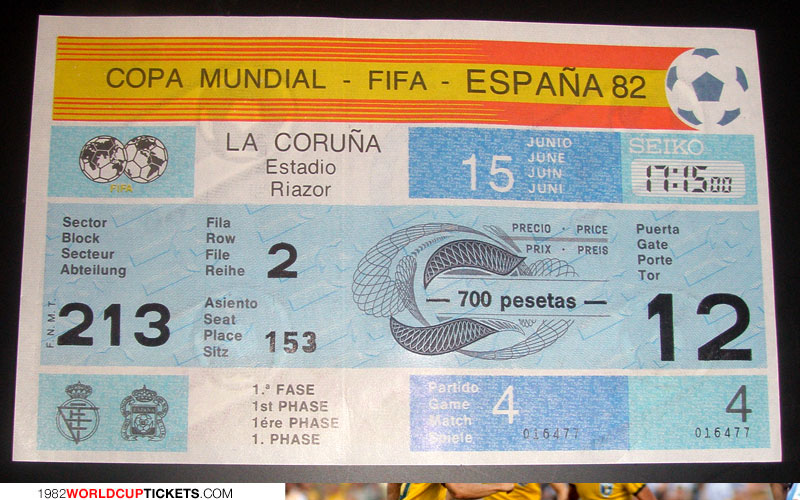 COPA MUNDIAL - FIFA - ESPAÑA 82
FIFA
LA CORUÑA
Estadio
Riazor
15
JUNIO
JUNE
JUIN
JUNI
SEIKO
17:15 00
Sector
Block
Secteur
Abteilung
213
F.N.M.T.
Fila
Row
File
Reihe
2
Asiento
Seat
Place
Sitz
153
PRECIO · PRICE
PRIX · PREIS
— 700 pesetas —
Puerta
Gate
Porte
Tor
12
ESPAÑA
1.ª FASE
1st PHASE
1ére PHASE
1. PHASE
Partido
Game
Match
Spiele
4
016477
4
016477
1982WORLDCUPTICKETS.COM